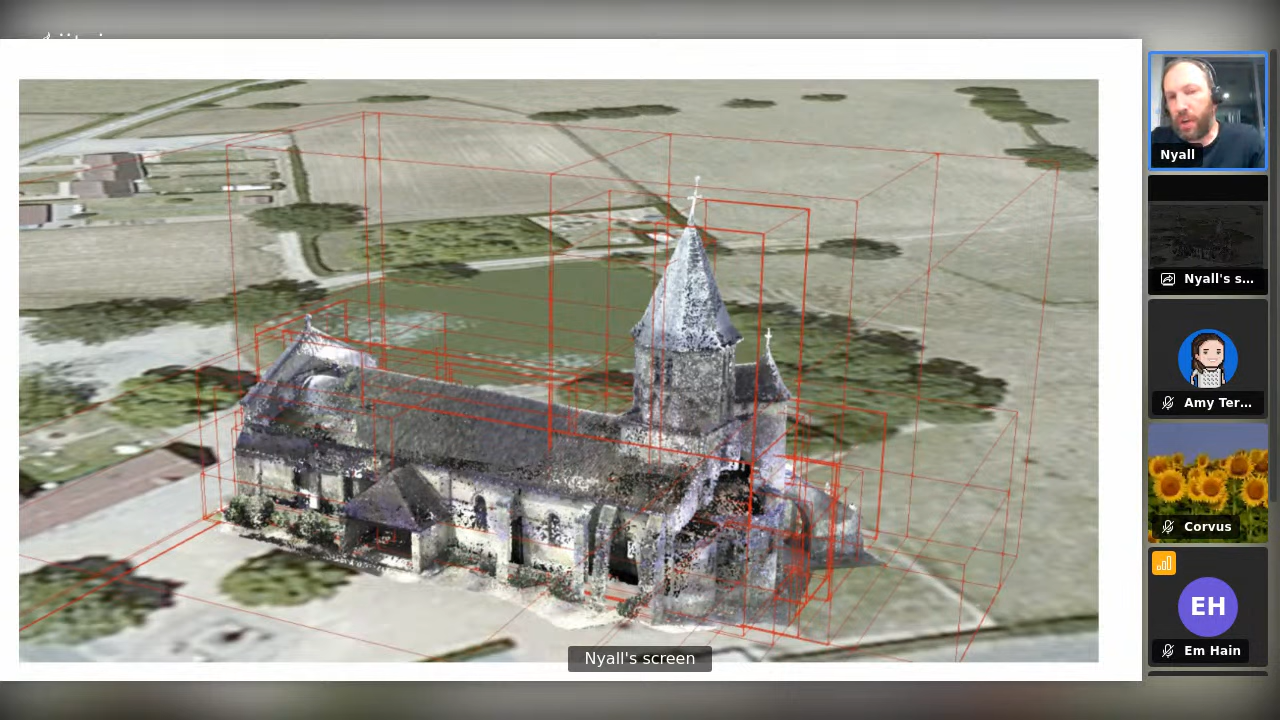 Nyall
Nyall's s...
Amy Ter...
Corvus
EH
Em Hain
Nyall's screen